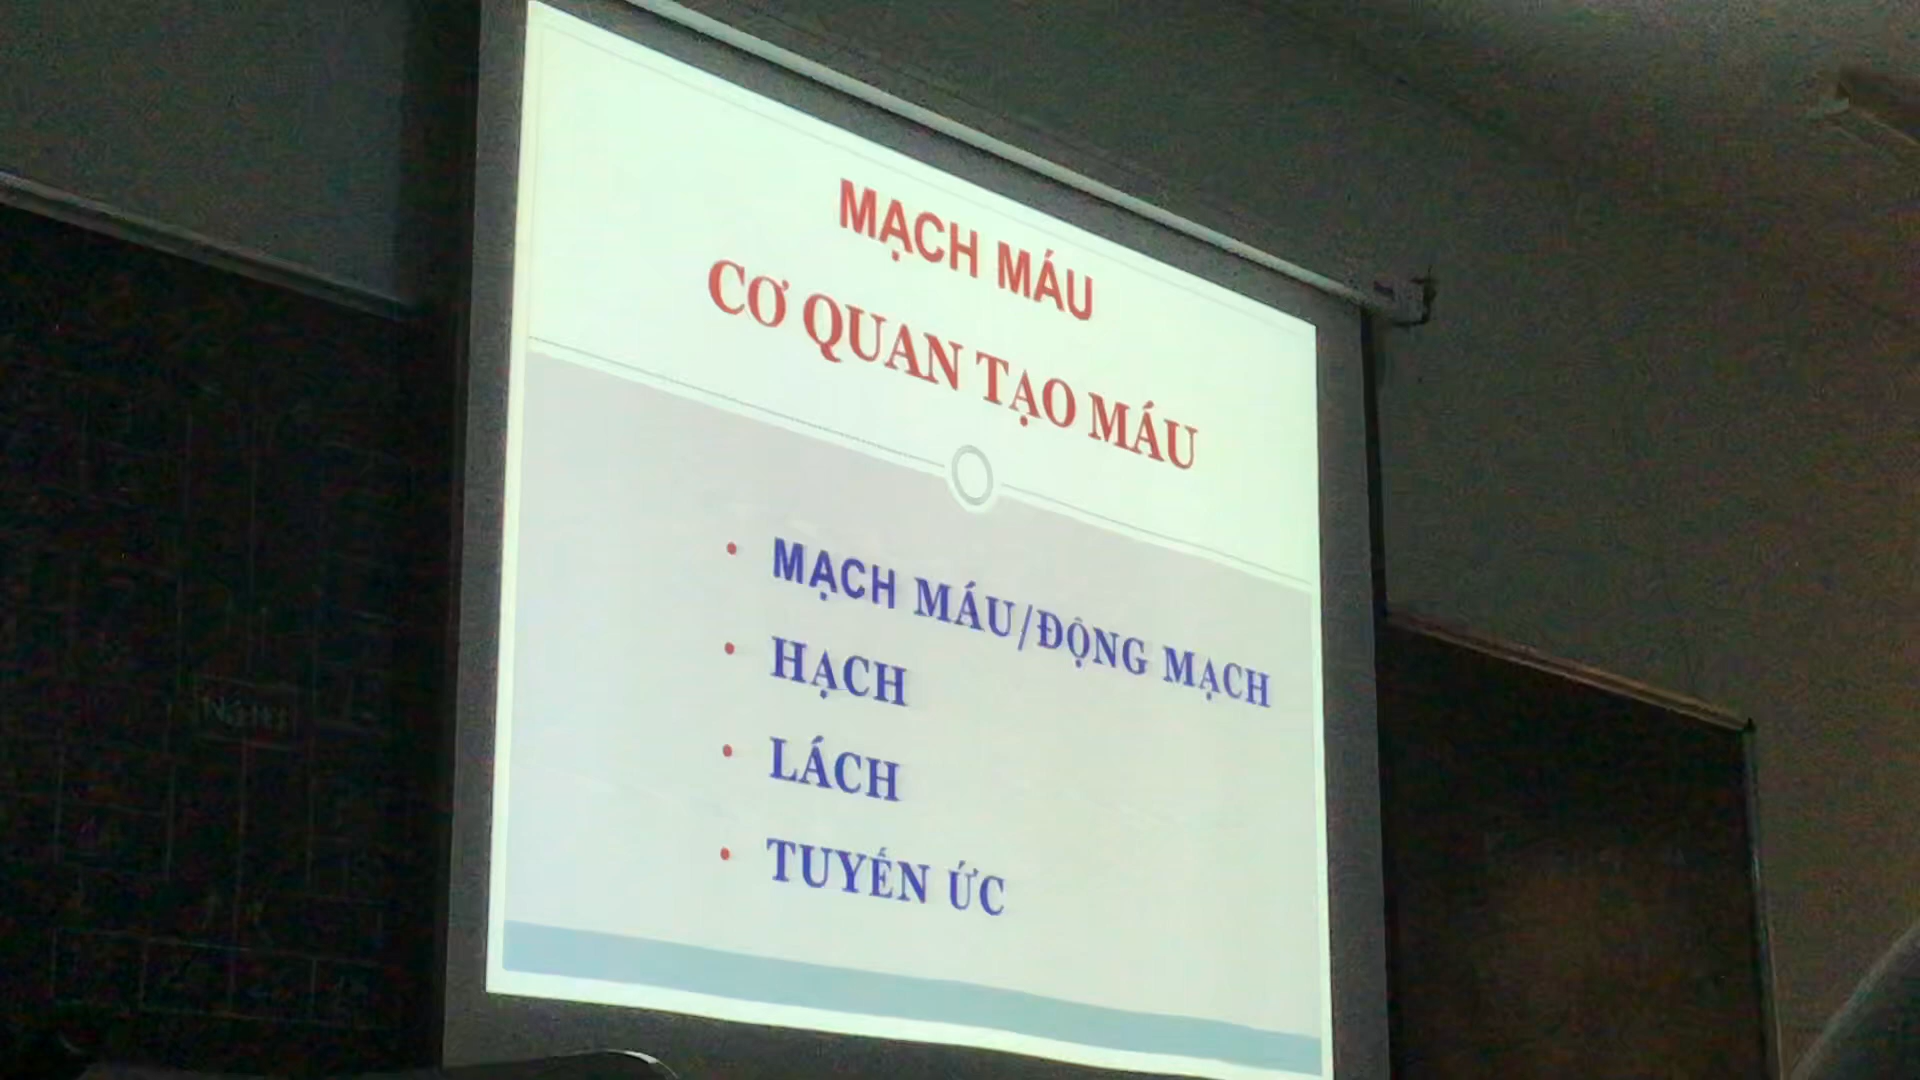 MẠCH MÁU
CƠ QUAN TẠO MÁU
• MẠCH MÁU/ĐỘNG MẠCH
• HẠCH
• LÁCH
• TUYẾN ỨC